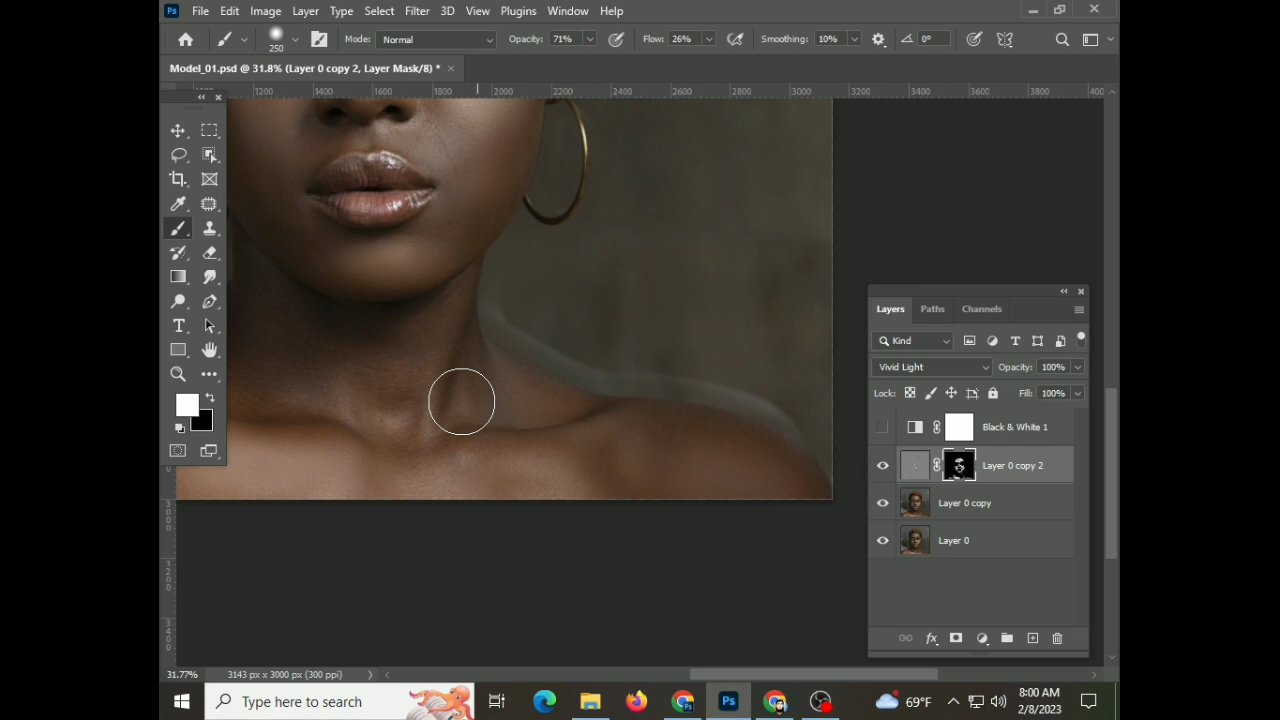 Ps File Edit Image Layer Type Select Filter 3D View Plugins Window Help
250 Mode: Normal Opacity: 71% Flow: 26% Smoothing: 10% 0°
Model_01.psd @ 31.8% (Layer 0 copy 2, Layer Mask/8) *
1200 1400 1600 1800 2000 2200 2400 2600 2800 3000 3200 3400 3600 3800
Layers Paths Channels
Kind
Vivid Light Opacity: 100%
Lock: Fill: 100%
Black & White 1
Layer 0 copy 2
Layer 0 copy
Layer 0
fx
31.77% 3143 px x 3000 px (300 ppi)
Type here to search Ps 69°F 8:00 AM
2/8/2023